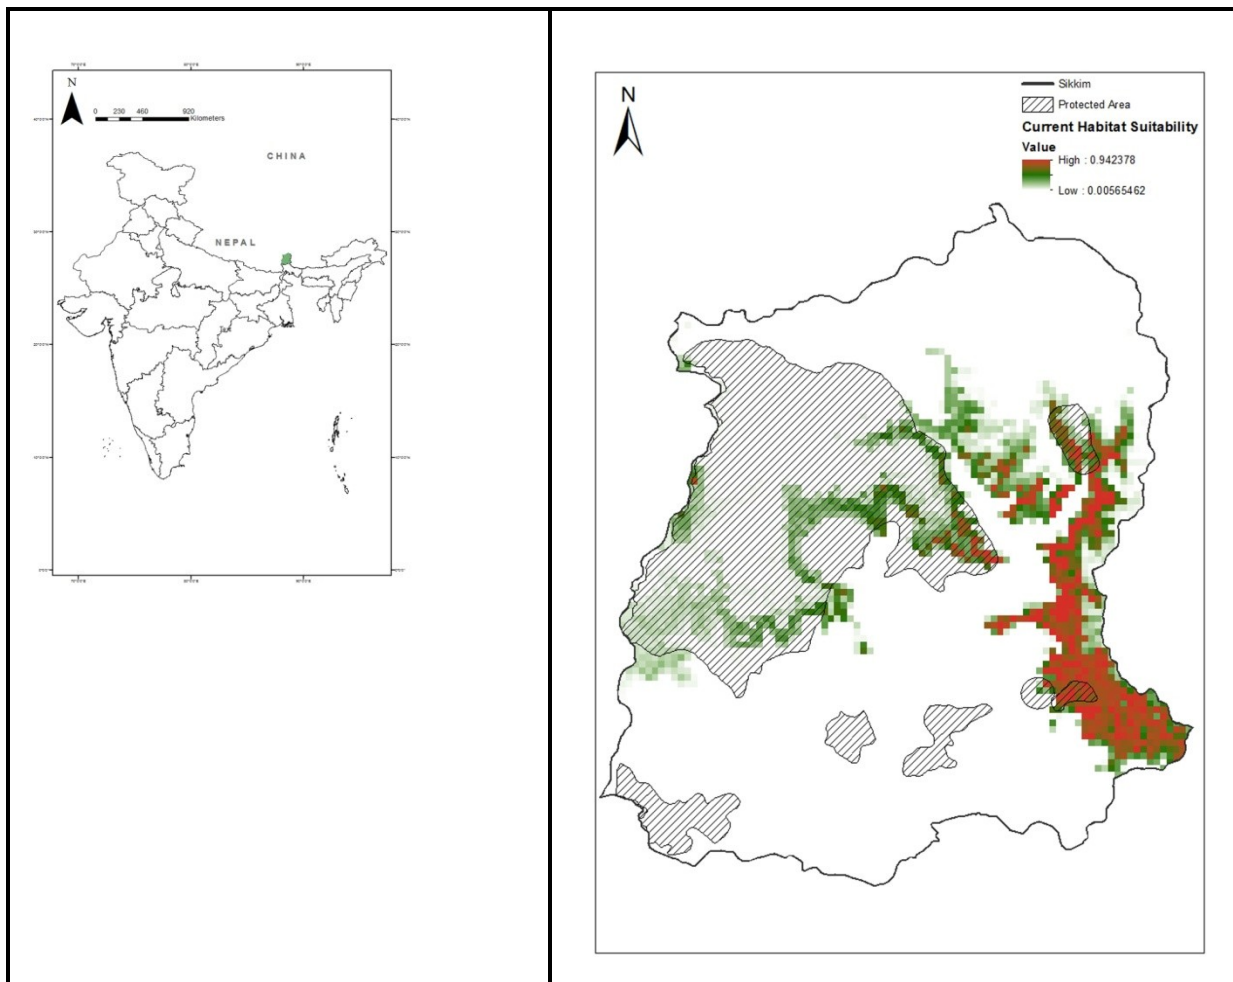 N
0 230 460 920
Kilometers
CHINA
NEPAL
N
Sikkim
Protected Area
Current Habitat Suitability
Value
High : 0.942378
Low : 0.00565462